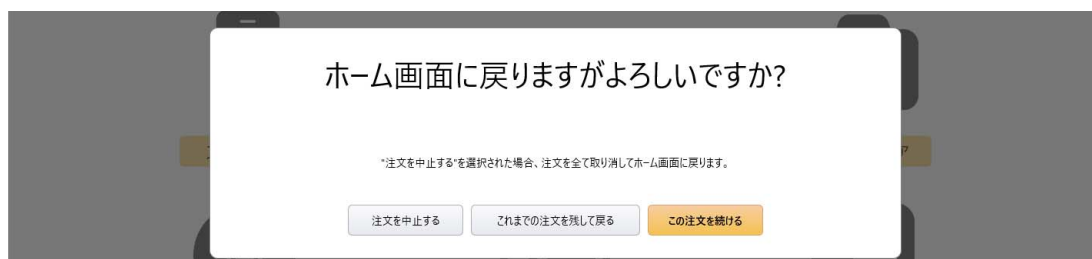 ホーム画面に戻りますがよろしいですか?
"注文を中止する"を選択された場合、注文を全て取り消してホーム画面に戻ります。
注文を中止する
これまでの注文を残して戻る
この注文を続ける